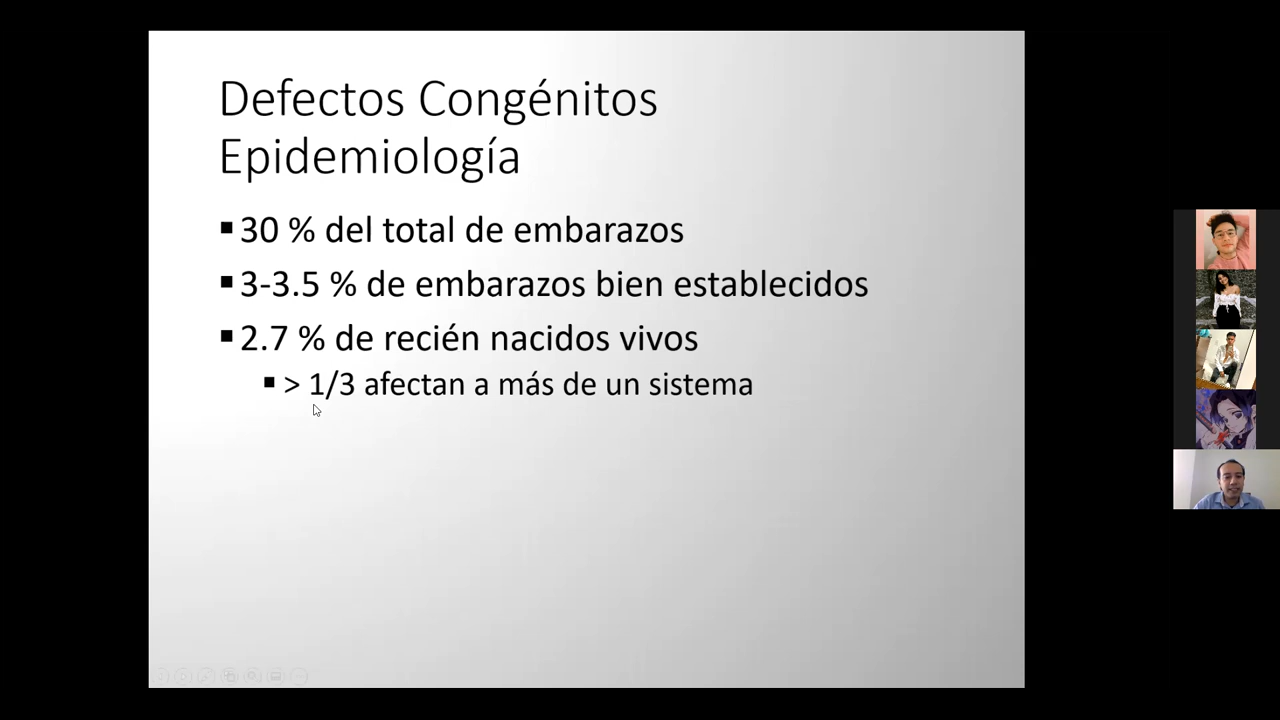 Defectos Congénitos
Epidemiología
▪ 30 % del total de embarazos
▪ 3-3.5 % de embarazos bien establecidos
▪ 2.7 % de recién nacidos vivos
▪ > 1/3 afectan a más de un sistema